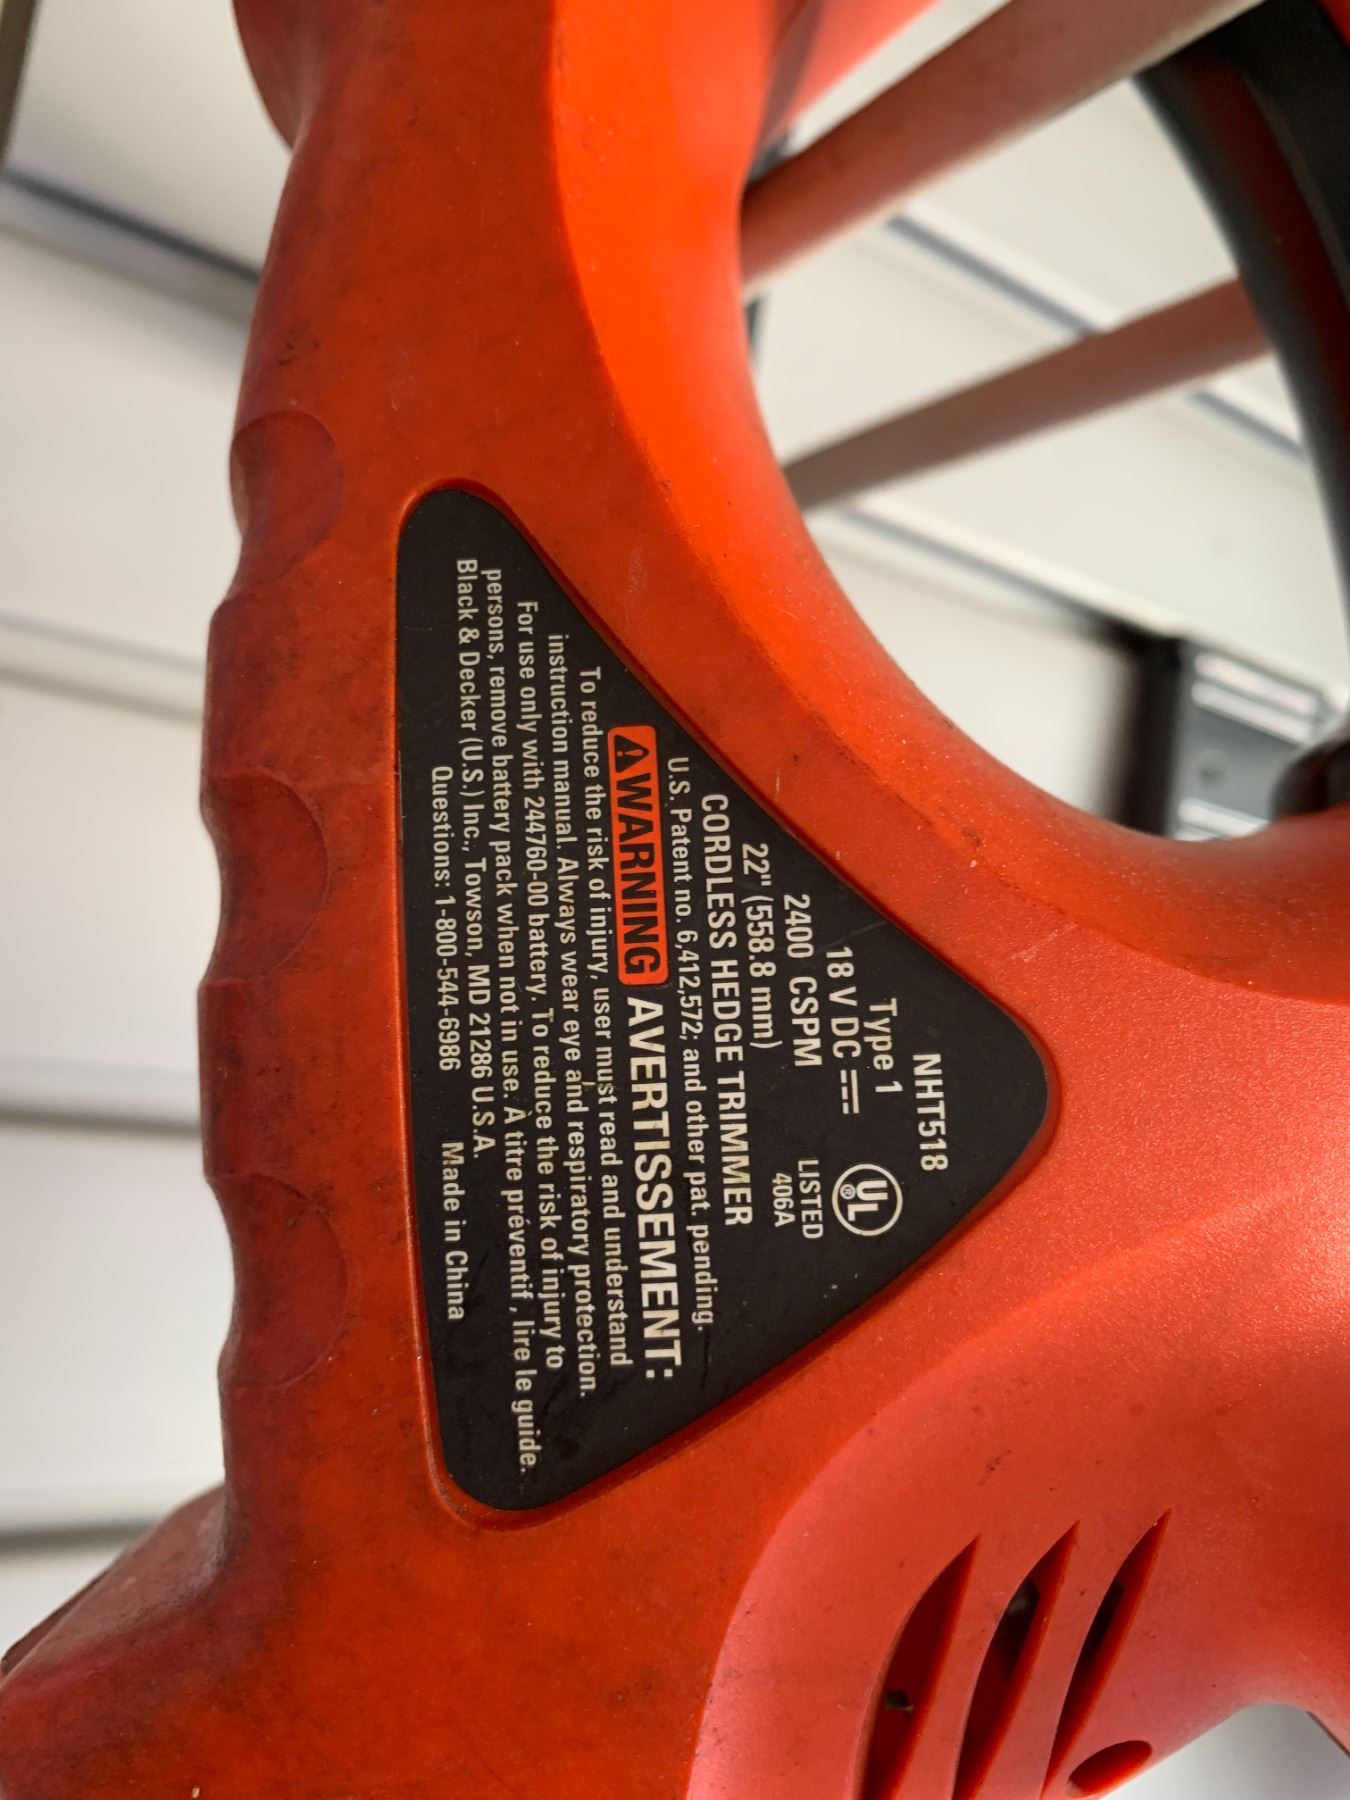 NHT518
Type 1
18 V DC ⎓
2400 CSPM
22" (558.8 mm)
UL ®
LISTED
406A
CORDLESS HEDGE TRIMMER
U.S. Patent no. 6,412,572; and other pat. pending.
⚠WARNING AVERTISSEMENT:
To reduce the risk of injury, user must read and understand
instruction manual. Always wear eye and respiratory protection.
For use only with 244760-00 battery. To reduce the risk of injury to
persons, remove battery pack when not in use. À titre préventif, lire le guide.
Black & Decker (U.S.) Inc., Towson, MD 21286 U.S.A.
Questions: 1-800-544-6986 Made in China